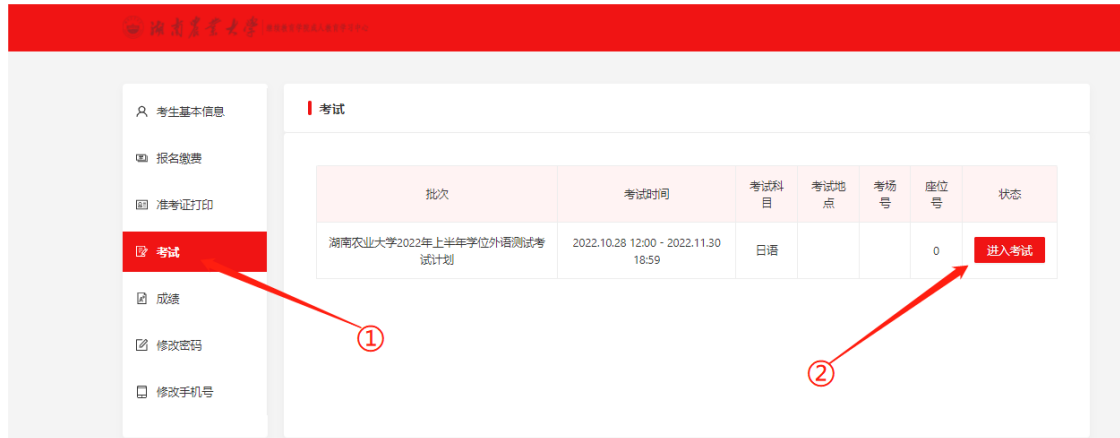 湖南农业大学
考生基本信息
报名缴费
准考证打印
考试
成绩
修改密码
修改手机号
考试
批次 考试时间 考试科目 考试地点 考场号 座位号 状态
湖南农业大学2022年上半年学位外语测试考
试计划
2022.10.28 12:00 - 2022.11.30
18:59
日语
0
进入考试
①
②